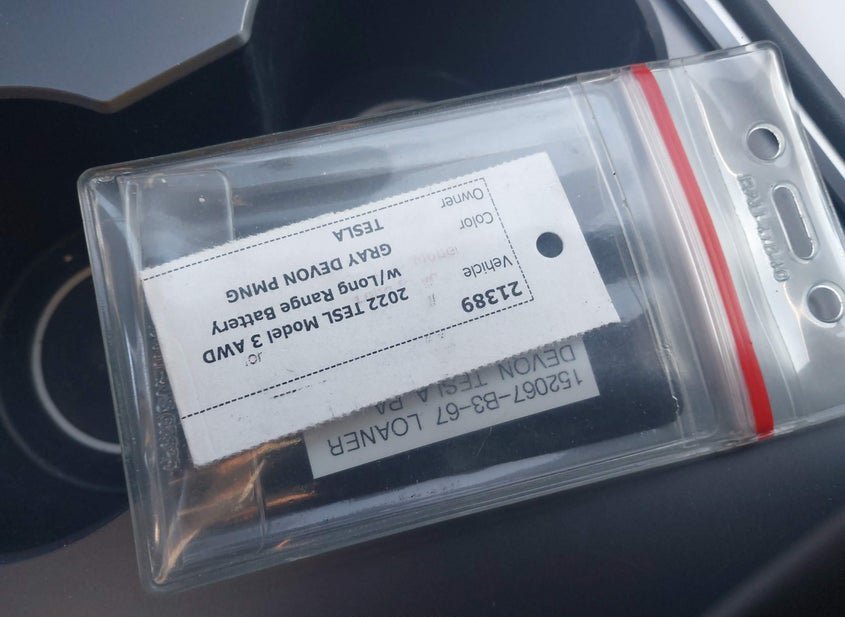 21389
Vehicle 2022 TESL Model 3 AWD
w/Long Range Battery
Color GRAY DEVON PMNG
Owner TESLA
152067-B3-67 LOANER
DEVON TESLA PA